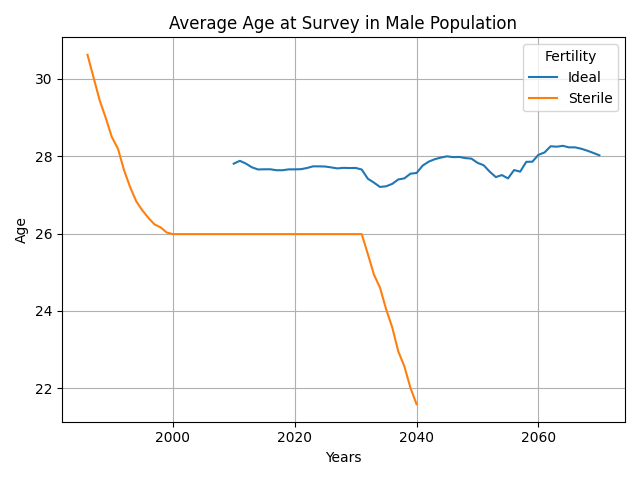 Average Age at Survey in Male Population
Fertility
Ideal
Sterile
Age
30
28
26
24
22
2000
2020
2040
2060
Years